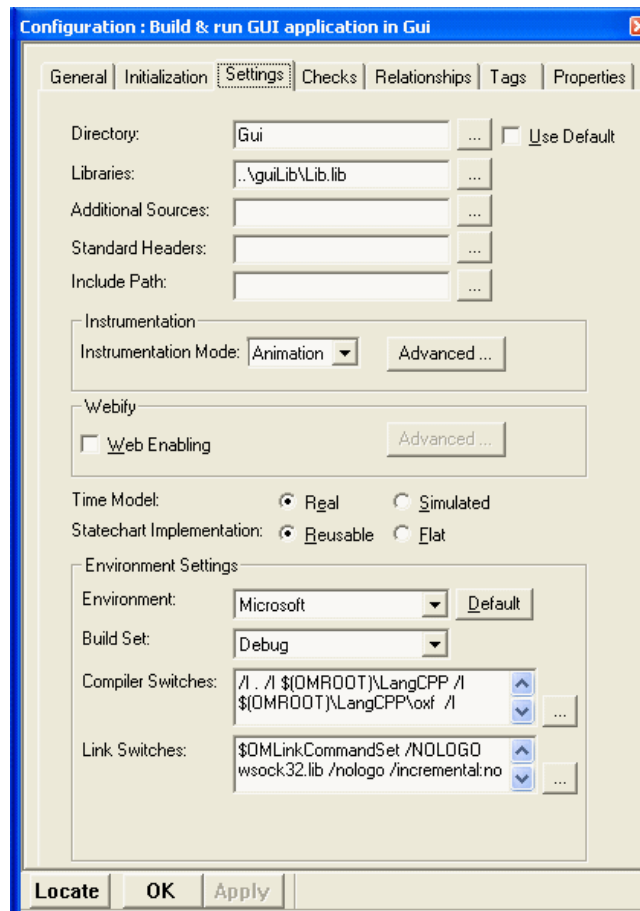 Configuration : Build & run GUI application in Gui
General Initialization Settings Checks Relationships Tags Properties
Directory: Gui ... Use Default
Libraries: ..\guiLib\Lib.lib ...
Additional Sources: ...
Standard Headers: ...
Include Path: ...
Instrumentation
Instrumentation Mode: Animation Advanced ...
Webify
Web Enabling Advanced ...
Time Model: Real Simulated
Statechart Implementation: Reusable Flat
Environment Settings
Environment: Microsoft Default
Build Set: Debug
Compiler Switches: /I . /I $(OMROOT)\LangCPP /I
$(OMROOT)\LangCPP\oxf /I
...
Link Switches: $OMLinkCommandSet /NOLOGO
wsock32.lib /nologo /incremental:no
...
Locate OK Apply